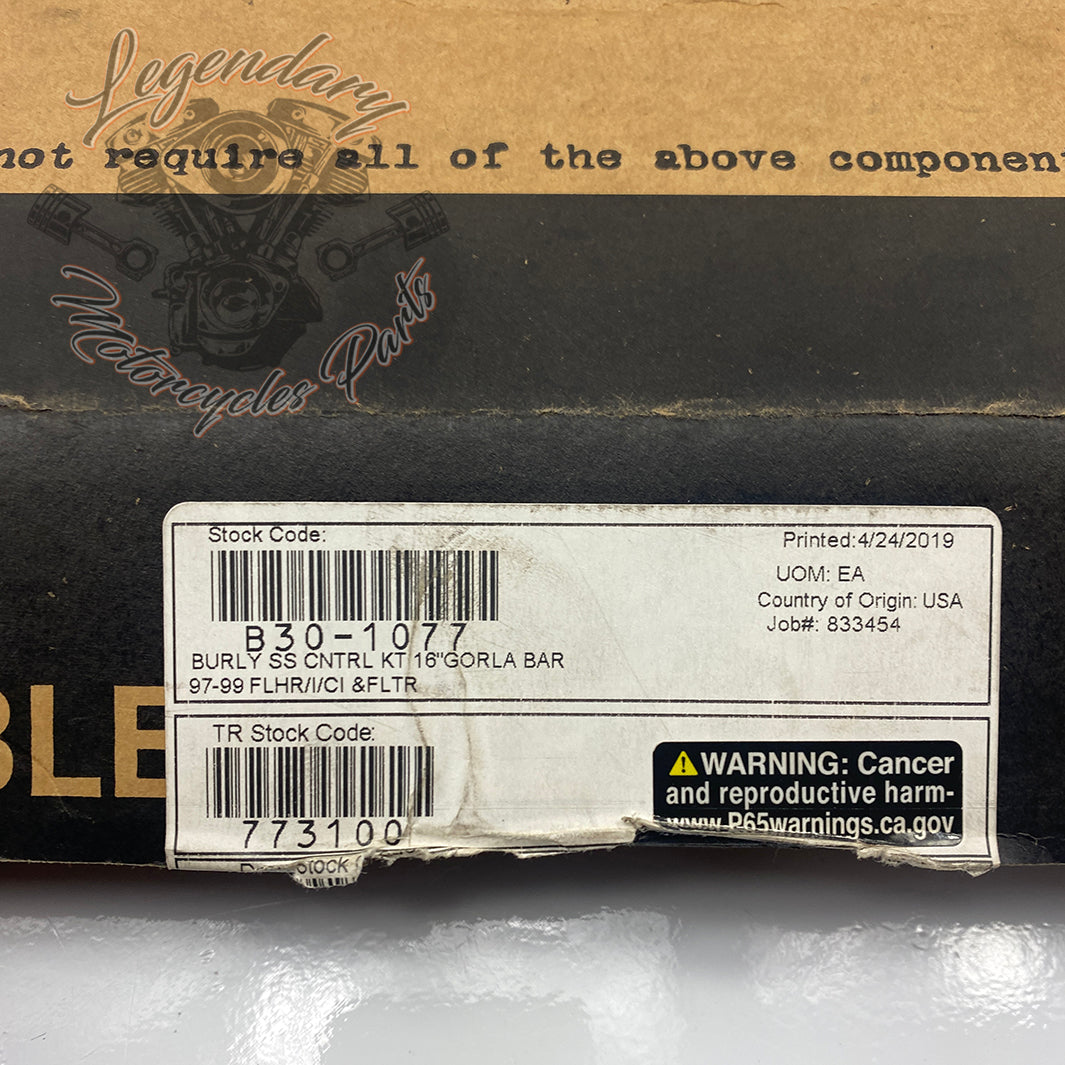 Legendary
Motorcycles Parts
not require all of the above
Stock Code:
B30-1077
BURLY SS CNTRL KT 16"GORLA BAR
97-99 FLHR/I/CI &FLTR
Printed:4/24/2019
UOM: EA
Country of Origin: USA
Job#: 833454
BLE
TR Stock Code:
773100
WARNING: Cancer
and reproductive harm-
www.P65warnings.ca.gov
Stock